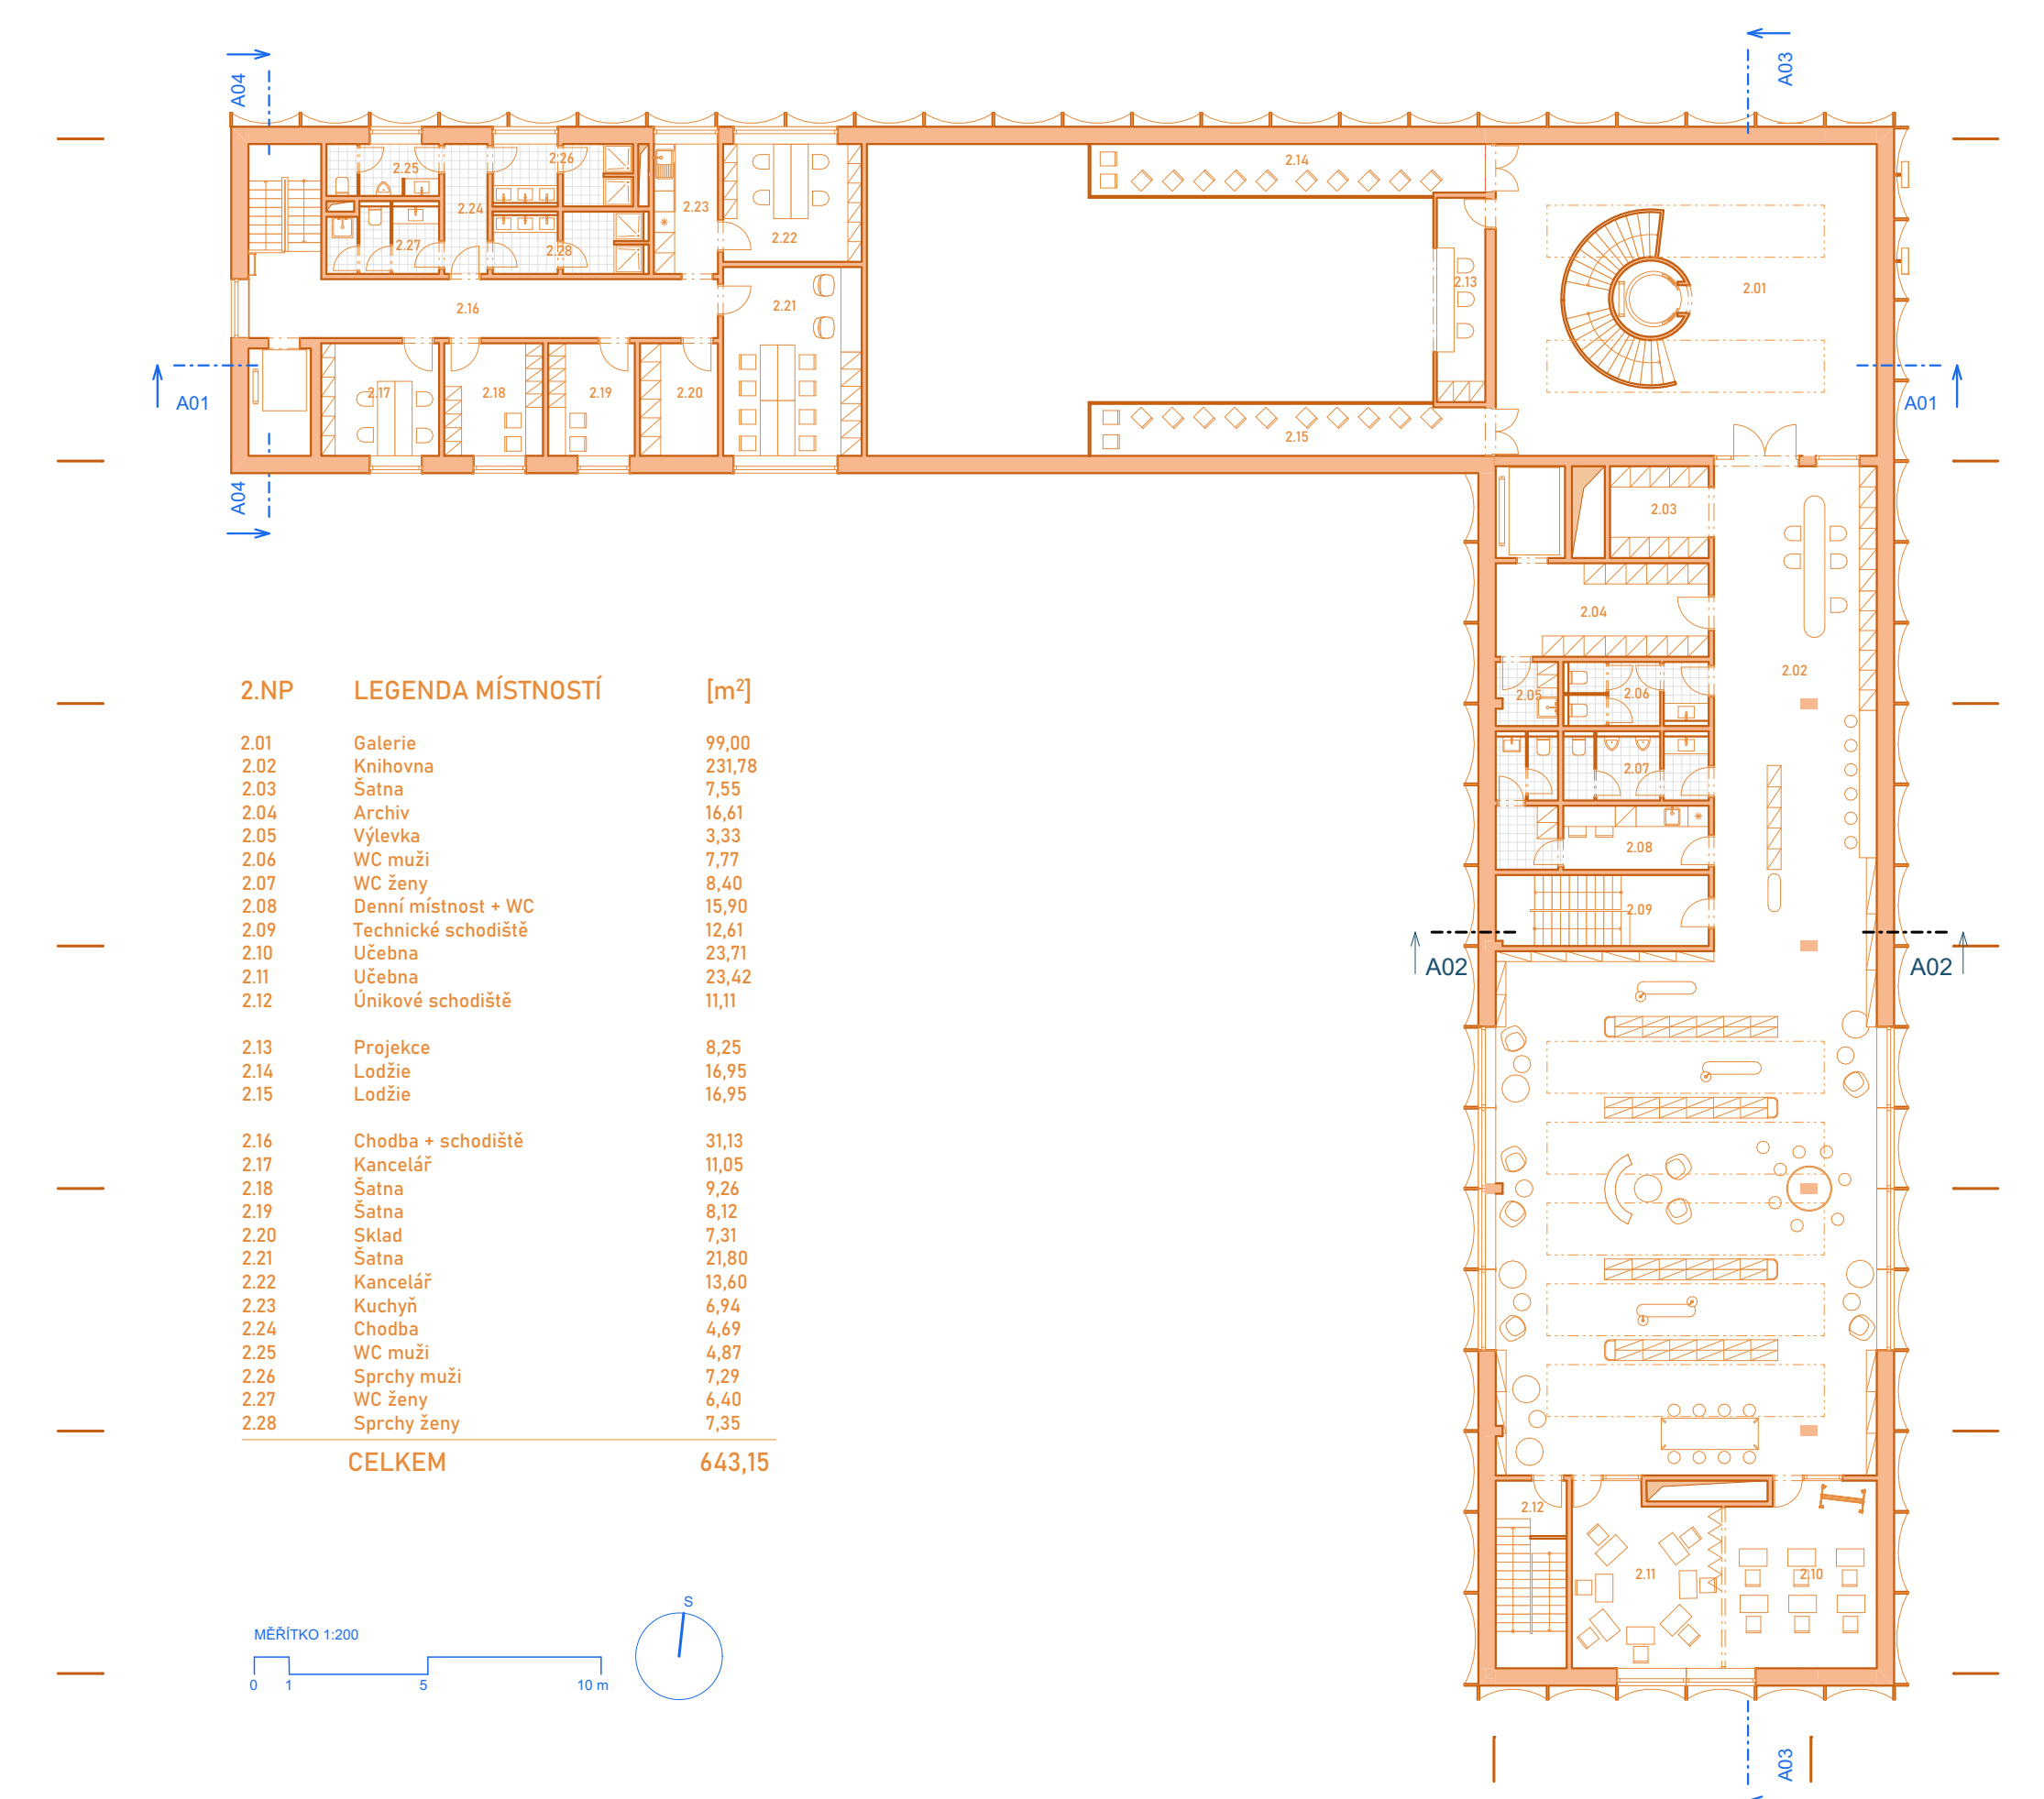 A04
A03
2.25
2.26
2.14
2.24
2.23
2.22
2.27
2.28
2.13
2.01
2.16
2.21
A01
2.17
2.18
2.19
2.20
2.15
A01
A04
2.03
2.04
2.02
2.05
2.06
2.07
2.08
2.09
A02
A02
2.NP LEGENDA MÍSTNOSTÍ [m²]
2.01 Galerie 99,00
2.02 Knihovna 231,78
2.03 Šatna 7,55
2.04 Archiv 16,61
2.05 Výlevka 3,33
2.06 WC muži 7,77
2.07 WC ženy 8,40
2.08 Denní místnost + WC 15,90
2.09 Technické schodiště 12,61
2.10 Učebna 23,71
2.11 Učebna 23,42
2.12 Únikové schodiště 11,11
2.13 Projekce 8,25
2.14 Lodžie 16,95
2.15 Lodžie 16,95
2.16 Chodba + schodiště 31,13
2.17 Kancelář 11,05
2.18 Šatna 9,26
2.19 Šatna 8,12
2.20 Sklad 7,31
2.21 Šatna 21,80
2.22 Kancelář 13,60
2.23 Kuchyň 6,94
2.24 Chodba 4,69
2.25 WC muži 4,87
2.26 Sprchy muži 7,29
2.27 WC ženy 6,40
2.28 Sprchy ženy 7,35
CELKEM 643,15
2.12
2.11
2.10
MĚŘÍTKO 1:200
0 1 5 10 m
S
A03